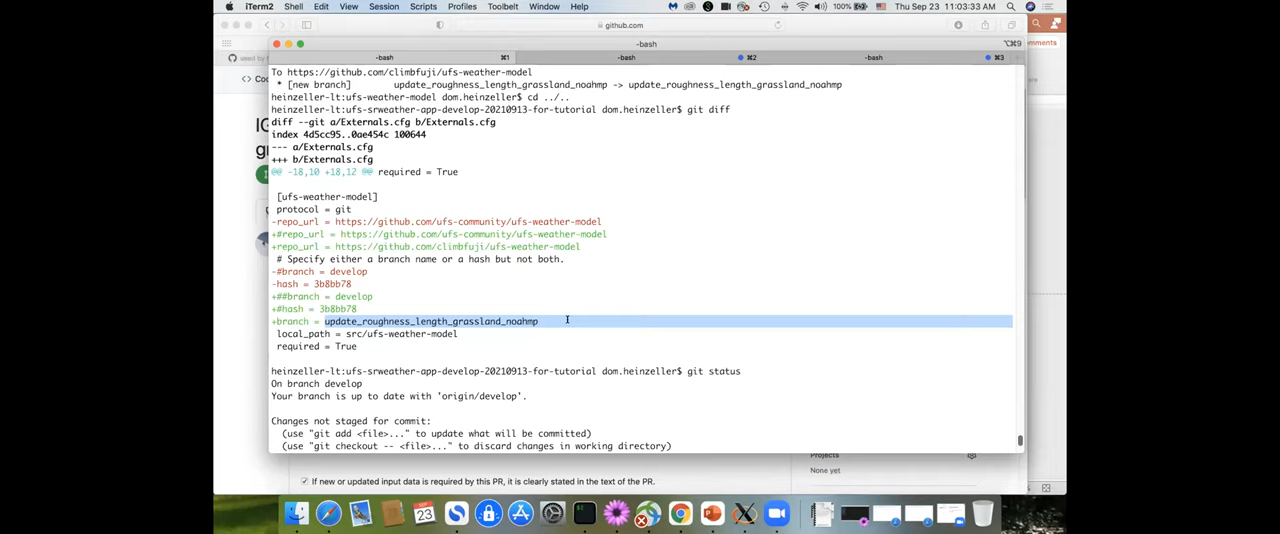 iTerm2 Shell Edit View Session Scripts Profiles Toolbelt Window Help 100% Thu Sep 23 11:03:33 AM
github.com
-bash ⌥⌘9
-bash ⌘1 -bash ⌘2 -bash ⌘3
To https://github.com/climbfuji/ufs-weather-model
* [new branch] update_roughness_length_grassland_noahmp -> update_roughness_length_grassland_noahmp
heinzeller-lt:ufs-weather-model dom.heinzeller$ cd ../..
heinzeller-lt:ufs-srweather-app-develop-20210913-for-tutorial dom.heinzeller$ git diff
diff --git a/Externals.cfg b/Externals.cfg
index 4d5cc95..0ae454c 100644
--- a/Externals.cfg
+++ b/Externals.cfg
@@ -18,10 +18,12 @@ required = True
[ufs-weather-model]
protocol = git
-repo_url = https://github.com/ufs-community/ufs-weather-model
+#repo_url = https://github.com/ufs-community/ufs-weather-model
+repo_url = https://github.com/climbfuji/ufs-weather-model
# Specify either a branch name or a hash but not both.
-#branch = develop
-hash = 3b8bb78
+##branch = develop
+#hash = 3b8bb78
+branch = update_roughness_length_grassland_noahmp
local_path = src/ufs-weather-model
required = True
heinzeller-lt:ufs-srweather-app-develop-20210913-for-tutorial dom.heinzeller$ git status
On branch develop
Your branch is up to date with 'origin/develop'.
Changes not staged for commit:
(use "git add <file>..." to update what will be committed)
(use "git checkout -- <file>..." to discard changes in working directory)
Projects
None yet
If new or updated input data is required by this PR, it is clearly stated in the text of the PR.